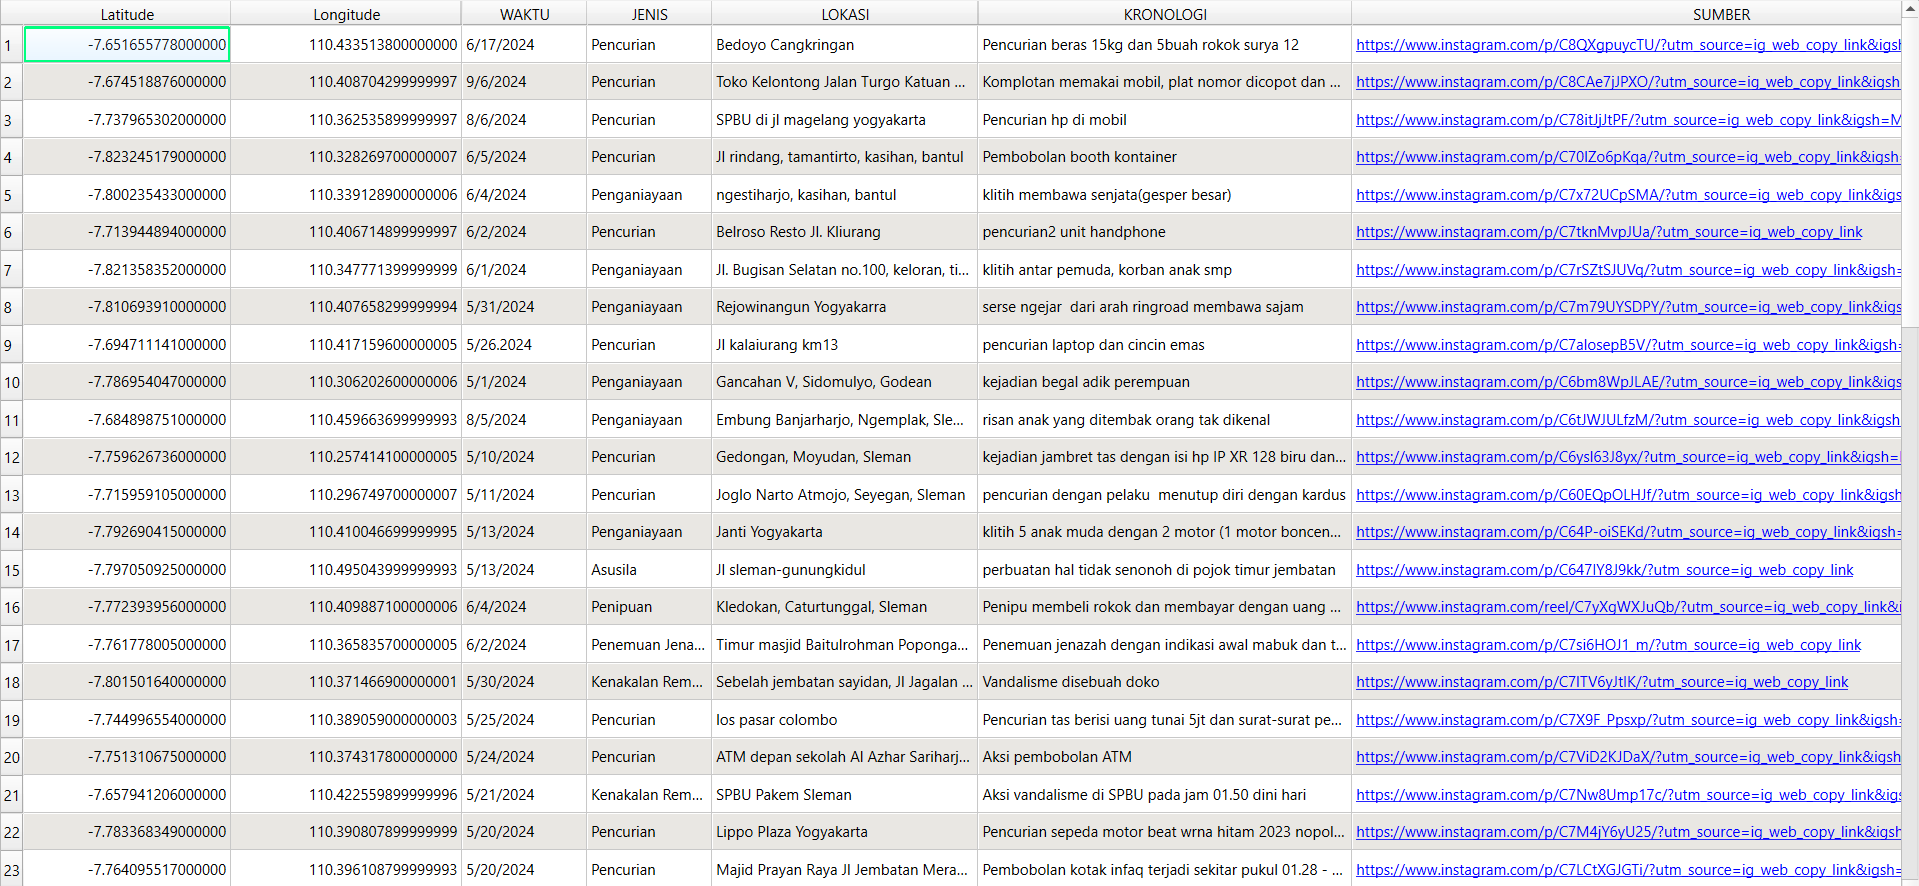 Latitude Longitude WAKTU JENIS LOKASI KRONOLOGI SUMBER
1 -7.651655778000000 110.433513800000000 6/17/2024 Pencurian Bedoyo Cangkringan Pencurian beras 15kg dan 5buah rokok surya 12 https://www.instagram.com/p/C8QXgpuycTU/?utm_source=ig_web_copy_link&igsh
2 -7.674518876000000 110.408704299999997 9/6/2024 Pencurian Toko Kelontong Jalan Turgo Katuan ... Komplotan memakai mobil, plat nomor dicopot dan ... https://www.instagram.com/p/C8CAe7jJPXO/?utm_source=ig_web_copy_link&igsh
3 -7.737965302000000 110.362535899999997 8/6/2024 Pencurian SPBU di jl magelang yogyakarta Pencurian hp di mobil https://www.instagram.com/p/C78itJjJtPF/?utm_source=ig_web_copy_link&igsh=M
4 -7.823245179000000 110.328269700000007 6/5/2024 Pencurian Jl rindang, tamantirto, kasihan, bantul Pembobolan booth kontainer https://www.instagram.com/p/C70IZo6pKqa/?utm_source=ig_web_copy_link&igsh=
5 -7.800235433000000 110.339128900000006 6/4/2024 Penganiayaan ngestiharjo, kasihan, bantul klitih membawa senjata(gesper besar) https://www.instagram.com/p/C7x72UCpSMA/?utm_source=ig_web_copy_link&igs
6 -7.713944894000000 110.406714899999997 6/2/2024 Pencurian Belroso Resto Jl. Kliurang pencurian2 unit handphone https://www.instagram.com/p/C7tknMvpJUa/?utm_source=ig_web_copy_link
7 -7.821358352000000 110.347771399999999 6/1/2024 Penganiayaan Jl. Bugisan Selatan no.100, keloran, ti... klitih antar pemuda, korban anak smp https://www.instagram.com/p/C7rSZtSJUVq/?utm_source=ig_web_copy_link&igsh=
8 -7.810693910000000 110.407658299999994 5/31/2024 Penganiayaan Rejowinangun Yogyakarra serse ngejar  dari arah ringroad membawa sajam https://www.instagram.com/p/C7m79UYSDPY/?utm_source=ig_web_copy_link&igs
9 -7.694711141000000 110.417159600000005 5/26.2024 Pencurian Jl kalaiurang km13 pencurian laptop dan cincin emas https://www.instagram.com/p/C7alosepB5V/?utm_source=ig_web_copy_link&igsh=
10 -7.786954047000000 110.306202600000006 5/1/2024 Penganiayaan Gancahan V, Sidomulyo, Godean kejadian begal adik perempuan https://www.instagram.com/p/C6bm8WpJLAE/?utm_source=ig_web_copy_link&igsh=
11 -7.684898751000000 110.459663699999993 8/5/2024 Penganiayaan Embung Banjarharjo, Ngemplak, Sle... risan anak yang ditembak orang tak dikenal https://www.instagram.com/p/C6tJWJULfzM/?utm_source=ig_web_copy_link&igsh
12 -7.759626736000000 110.257414100000005 5/10/2024 Pencurian Gedongan, Moyudan, Sleman kejadian jambret tas dengan isi hp IP XR 128 biru dan... https://www.instagram.com/p/C6ysl63J8yx/?utm_source=ig_web_copy_link&igsh=
13 -7.715959105000000 110.296749700000007 5/11/2024 Pencurian Joglo Narto Atmojo, Seyegan, Sleman pencurian dengan pelaku  menutup diri dengan kardus https://www.instagram.com/p/C60EQpOLHJf/?utm_source=ig_web_copy_link&igsh=
14 -7.792690415000000 110.410046699999995 5/13/2024 Penganiayaan Janti Yogyakarta klitih 5 anak muda dengan 2 motor (1 motor boncen... https://www.instagram.com/p/C64P-oiSEKd/?utm_source=ig_web_copy_link&igsh=
15 -7.797050925000000 110.495043999999993 5/13/2024 Asusila Jl sleman-gunungkidul perbuatan hal tidak senonoh di pojok timur jembatan https://www.instagram.com/p/C647IY8J9kk/?utm_source=ig_web_copy_link
16 -7.772393956000000 110.409887100000006 6/4/2024 Penipuan Kledokan, Caturtunggal, Sleman Penipu membeli rokok dan membayar dengan uang ... https://www.instagram.com/reel/C7yXgWXJuQb/?utm_source=ig_web_copy_link&i
17 -7.761778005000000 110.365835700000005 6/2/2024 Penemuan Jena... Timur masjid Baitulrohman Poponga... Penemuan jenazah dengan indikasi awal mabuk dan t... https://www.instagram.com/p/C7si6HOJ1_m/?utm_source=ig_web_copy_link
18 -7.801501640000000 110.371466900000001 5/30/2024 Kenakalan Rem... Sebelah jembatan sayidan, Jl Jagalan ... Vandalisme disebuah doko https://www.instagram.com/p/C7ITV6yJtIK/?utm_source=ig_web_copy_link
19 -7.744996554000000 110.389059000000003 5/25/2024 Pencurian los pasar colombo Pencurian tas berisi uang tunai 5jt dan surat-surat pe... https://www.instagram.com/p/C7X9F_Ppsxp/?utm_source=ig_web_copy_link&igsh=
20 -7.751310675000000 110.374317800000000 5/24/2024 Pencurian ATM depan sekolah Al Azhar Sariharj... Aksi pembobolan ATM https://www.instagram.com/p/C7ViD2KJDaX/?utm_source=ig_web_copy_link&igsh
21 -7.657941206000000 110.422559899999996 5/21/2024 Kenakalan Rem... SPBU Pakem Sleman Aksi vandalisme di SPBU pada jam 01.50 dini hari https://www.instagram.com/p/C7Nw8Ump17c/?utm_source=ig_web_copy_link&igs
22 -7.783368349000000 110.390807899999999 5/20/2024 Pencurian Lippo Plaza Yogyakarta Pencurian sepeda motor beat wrna hitam 2023 nopol... https://www.instagram.com/p/C7M4jY6yU25/?utm_source=ig_web_copy_link&igsh
23 -7.764095517000000 110.396108799999993 5/20/2024 Pencurian Majid Prayan Raya Jl Jembatan Mera... Pembobolan kotak infaq terjadi sekitar pukul 01.28 - ... https://www.instagram.com/p/C7LCtXGJGTi/?utm_source=ig_web_copy_link&igsh=